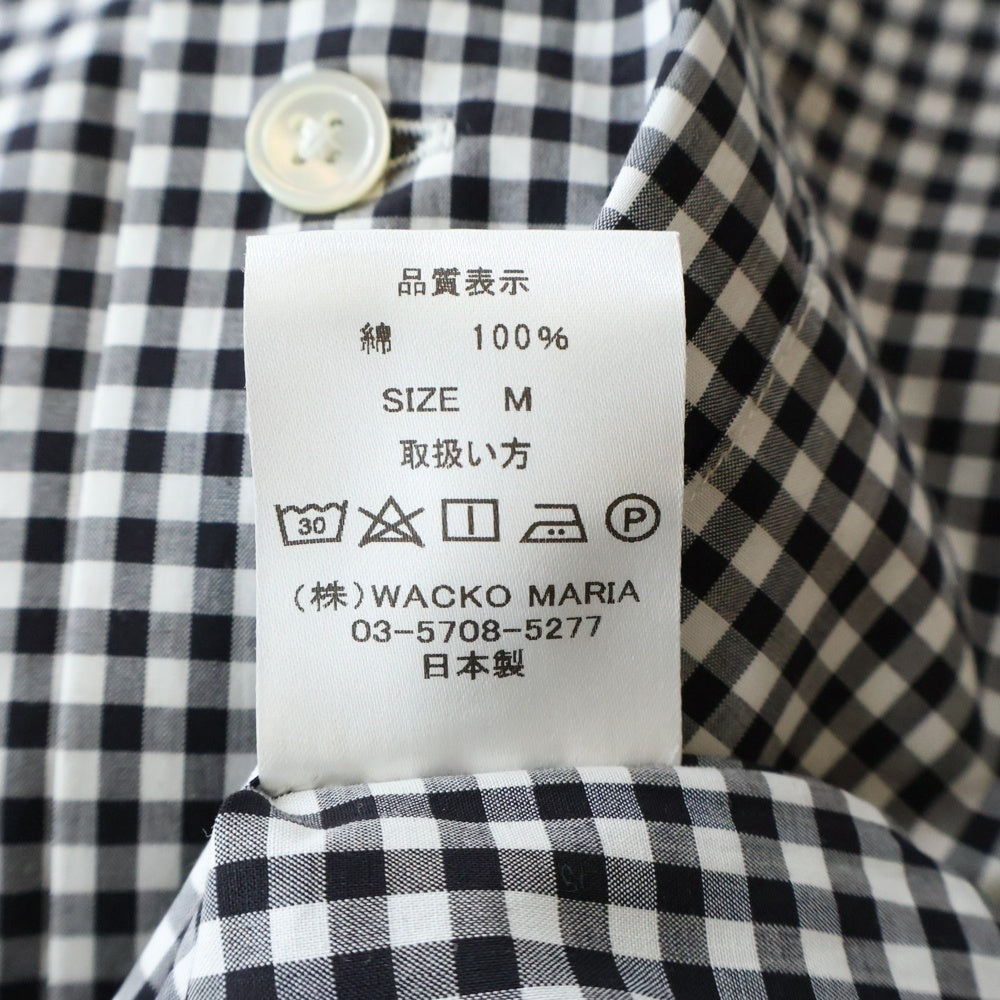 品質表示
綿 100%
SIZE M
取扱い方
30 P
(株)WACKO MARIA
03-5708-5277
日本製